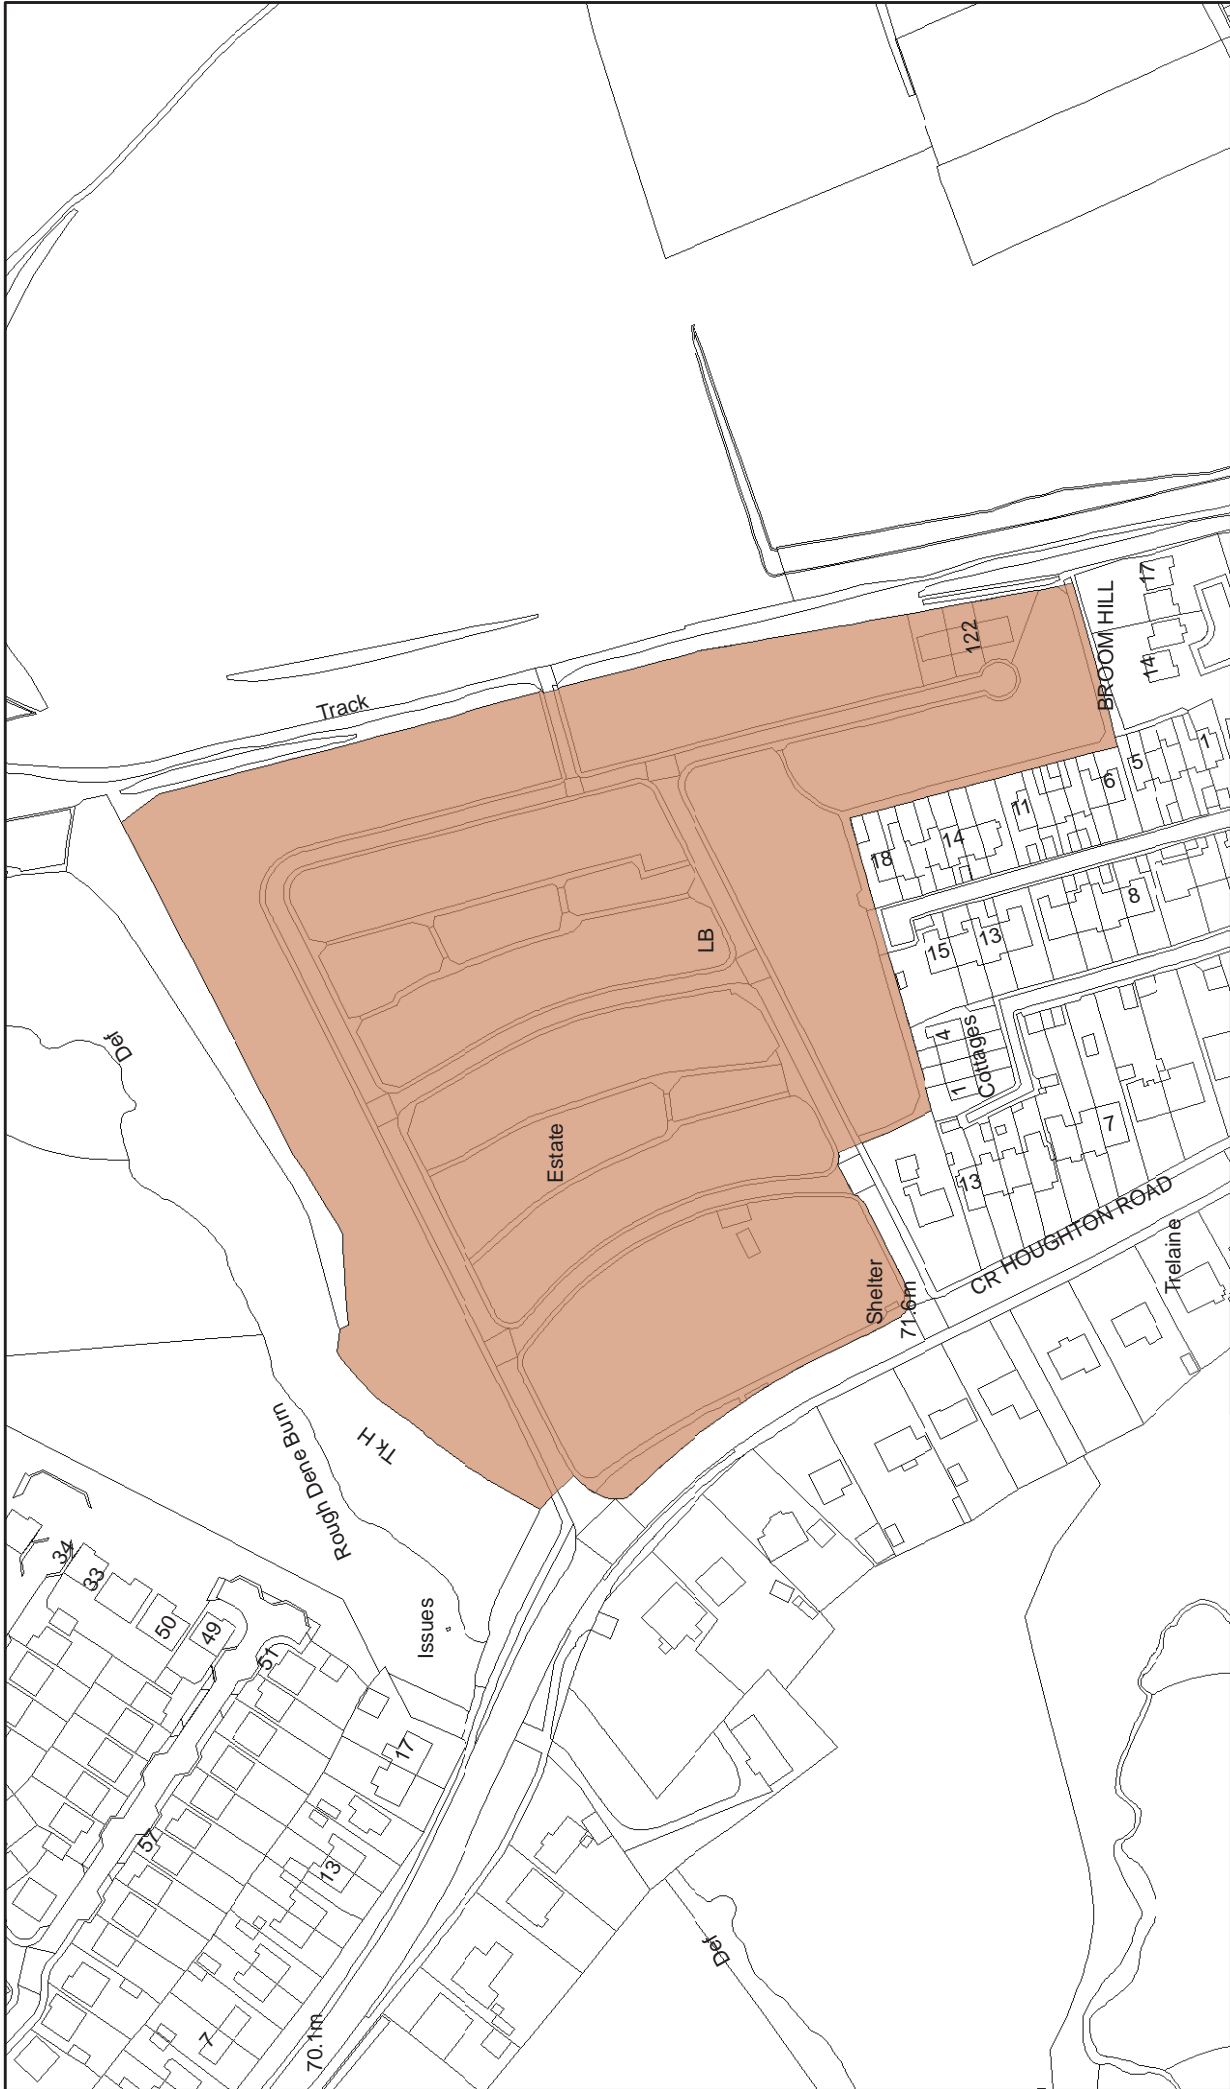 Track
122
BROOM HILL
17
14
1
5
6
11
14
18
8
13
15
LB
4
1
Cottages
7
13
CR HOUGHTON ROAD
Trelaine
Shelter
71.6m
Estate
Def
Tk H
Rough Dene Burn
Issues
34
33
50
49
51
57
17
13
7
70.1m
Def